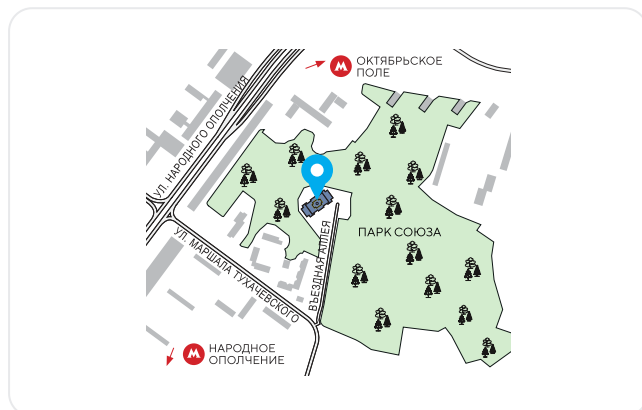 М ОКТЯБРЬСКОЕ
ПОЛЕ
УЛ. НАРОДНОГО ОПОЛЧЕНИЯ
ПАРК СОЮЗА
ВЪЕЗДНАЯ АЛЛЕЯ
УЛ. МАРШАЛА ТУХАЧЕВСКОГО
М НАРОДНОЕ
ОПОЛЧЕНИЕ